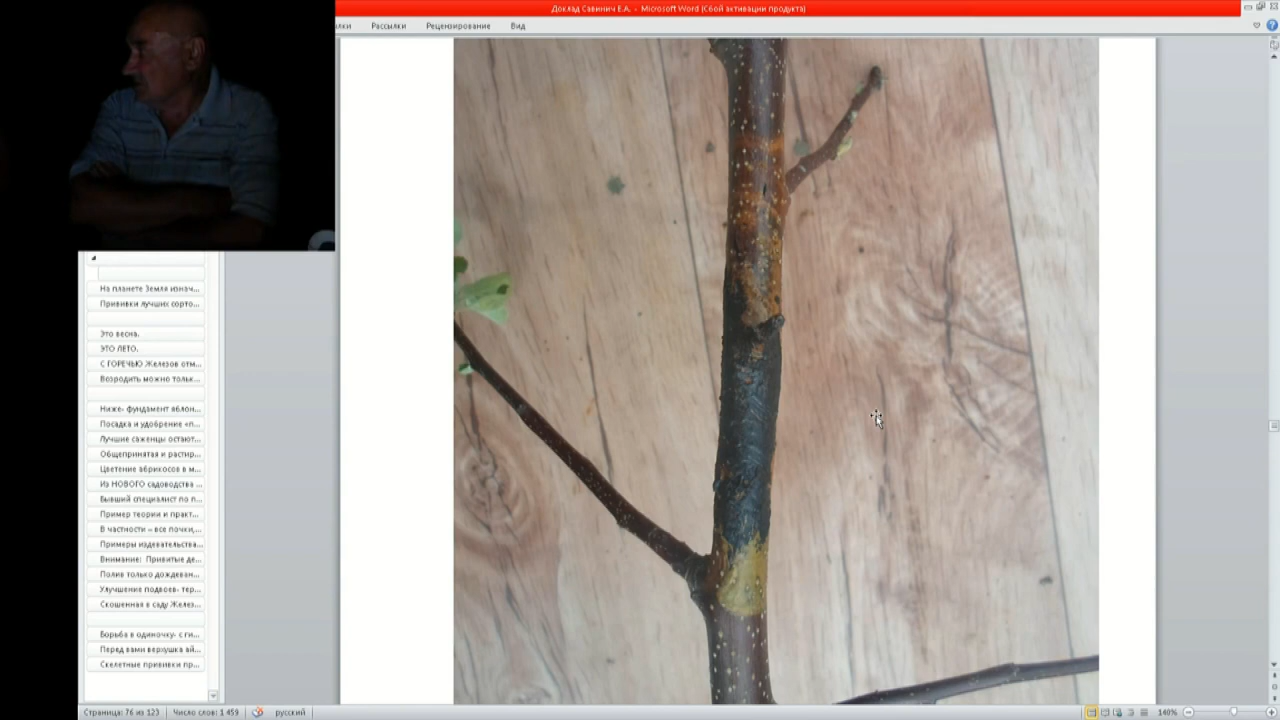 Доклад Савинич Е.А. - Microsoft Word (Сбой активации продукта)
лки Рассылки Рецензирование Вид
На планете Земля изнач...
Прививки лучших сорто...
Это весна.
ЭТО ЛЕТО.
С ГОРЕЧЬЮ Железов отм...
Возродить можно тольк...
Ниже- фундамент яблон...
Посадка и удобрение «п...
Лучшие саженцы остают...
Общепринятая и растир...
Цветение абрикосов в м...
Из НОВОГО садоводства ...
Бывший специалист по п...
Пример теории и практ...
В частности – все почки,...
Примеры издевательства...
Внимание: Привитые де...
Полив только дождеван...
Улучшение подвоев- тер...
Скошенная в саду Желез...
Борьба в одиночку- с ги...
Перед вами верхушка ай...
Скелетные прививки пр...
Страница: 76 из 123 Число слов: 1 459 русский 140%